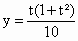 y = t(1+t²)/10